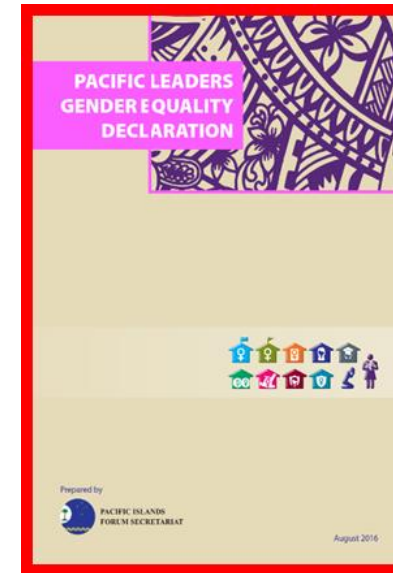 PACIFIC LEADERS
GENDER EQUALITY
DECLARATION
Prepared by
PACIFIC ISLANDS
FORUM SECRETARIAT
August 2016